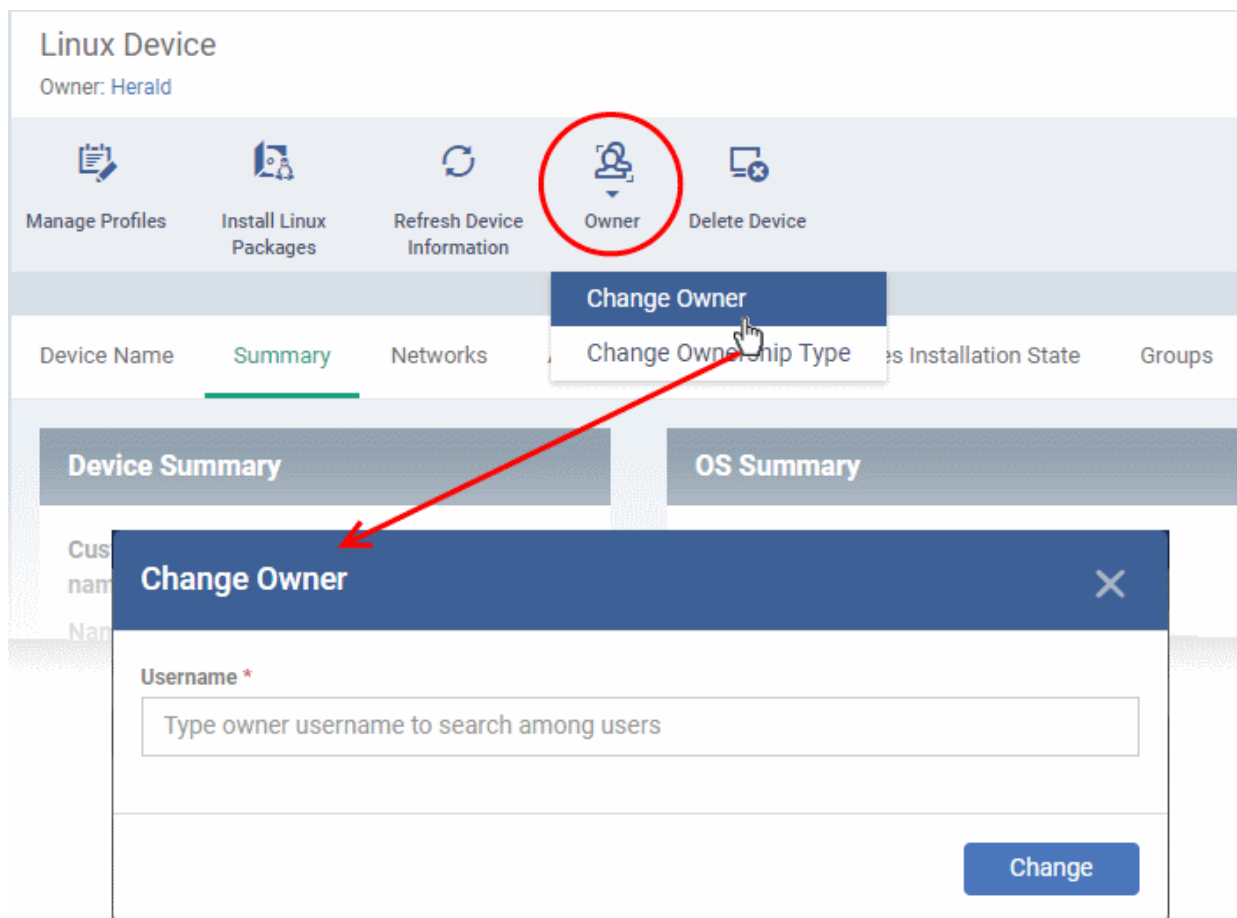 Linux Device
Owner: Herald
Manage Profiles
Install Linux
Packages
Refresh Device
Information
Owner
Delete Device
Change Owner
Change Ownership Type
Device Name
Summary
Networks
Installation State
Groups
Device Summary
OS Summary
Change Owner
Username *
Type owner username to search among users
Change